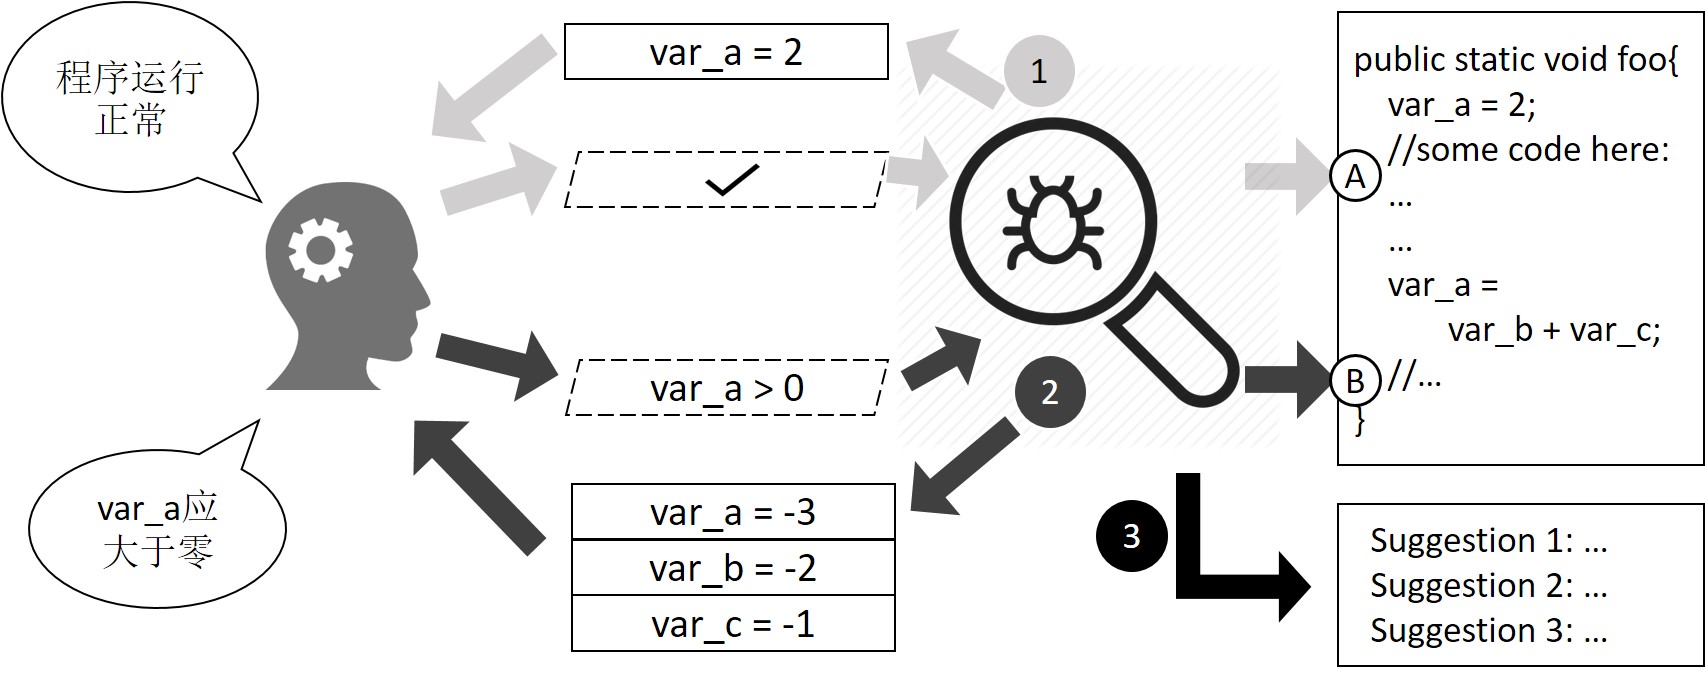 程序运行
正常
var_a = 2
1
var_a > 0
2
var_a = -3
var_b = -2
var_c = -1
var_a应
大于零
public static void foo{
var_a = 2;
//some code here:
A
...
...
var_a =
var_b + var_c;
B
//...
}
3
Suggestion 1: ...
Suggestion 2: ...
Suggestion 3: ...